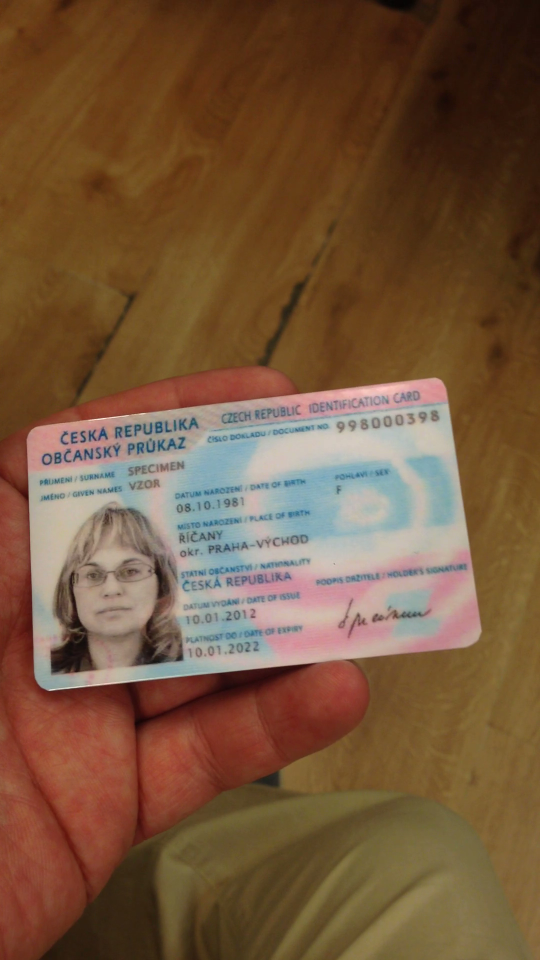 ČESKÁ REPUBLIKA
OBČANSKÝ PRŮKAZ
CZECH REPUBLIC IDENTIFICATION CARD
ČÍSLO DOKLADU / DOCUMENT NO. 998000398
PŘÍJMENÍ / SURNAME SPECIMEN
JMÉNO / GIVEN NAMES VZOR
DATUM NAROZENÍ / DATE OF BIRTH
08.10.1981
POHLAVÍ / SEX
F
MÍSTO NAROZENÍ / PLACE OF BIRTH
ŘÍČANY
okr. PRAHA-VÝCHOD
STÁTNÍ OBČANSTVÍ / NATIONALITY
ČESKÁ REPUBLIKA
PODPIS DRŽITELE / HOLDER'S SIGNATURE
DATUM VYDÁNÍ / DATE OF ISSUE
10.01.2012
Specimen
PLATNOST DO / DATE OF EXPIRY
10.01.2022